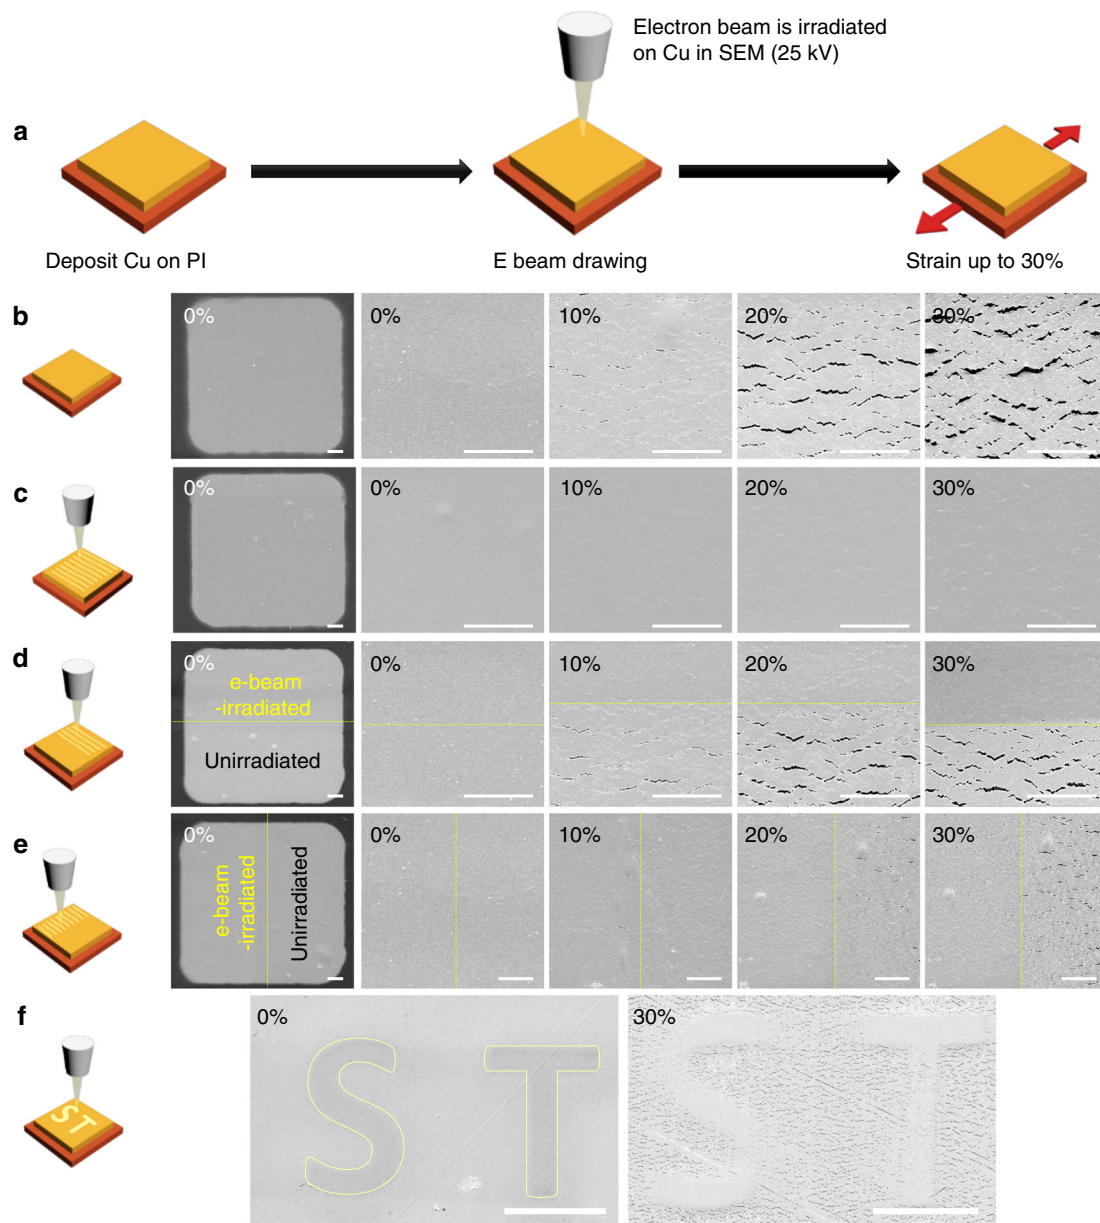 Electron beam is irradiated
on Cu in SEM (25 kV)
a
Deposit Cu on PI
E beam drawing
Strain up to 30%
b
0%
0%
10%
20%
30%
c
0%
0%
10%
20%
30%
d
0%
e-beam
-irradiated
Unirradiated
0%
10%
20%
30%
e
0%
e-beam
-irradiated
Unirradiated
0%
10%
20%
30%
f
ST
0%
S T
30%
S T